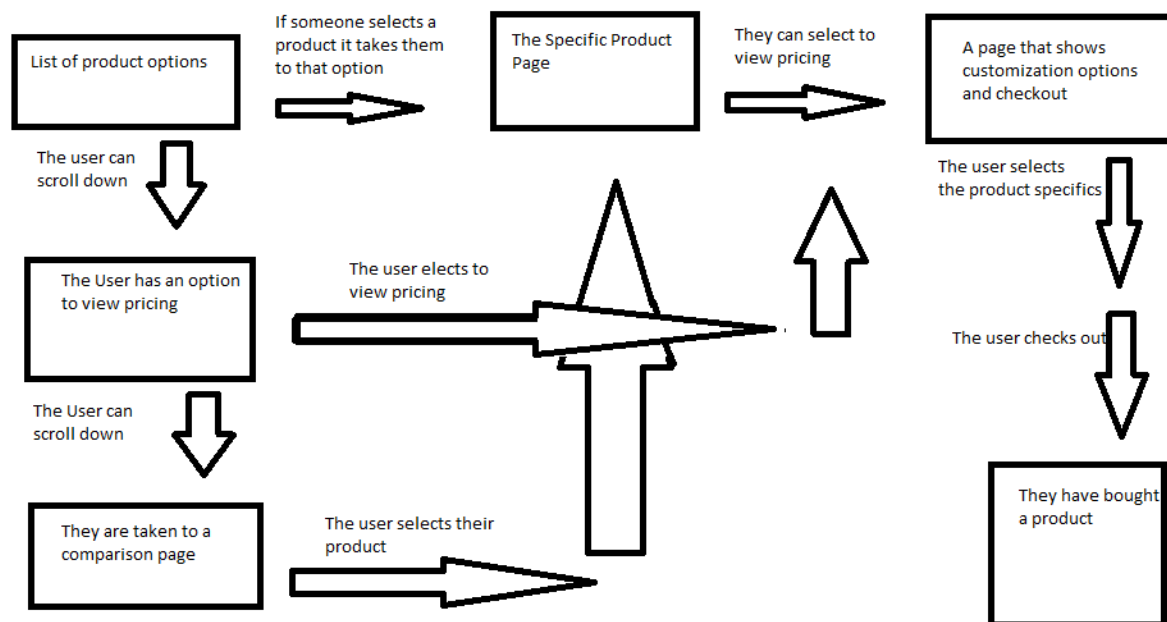 List of product options
If someone selects a
product it takes them
to that option
The Specific Product
Page
They can select to
view pricing
A page that shows
customization options
and checkout
The user can
scroll down
The user selects
the product specifics
The User has an option
to view pricing
The user elects to
view pricing
The user checks out
The User can
scroll down
They are taken to a
comparison page
The user selects their
product
They have bought
a product